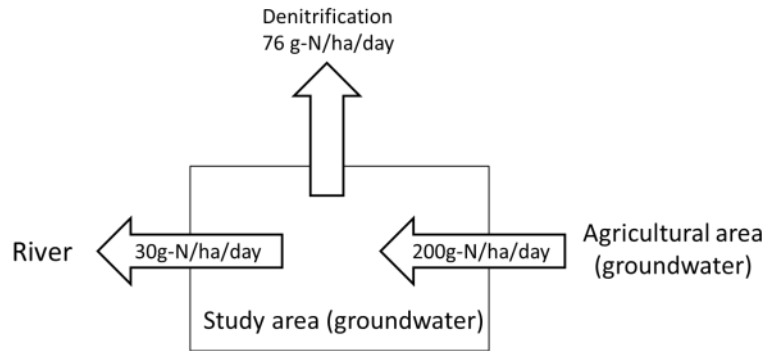 Denitrification
76 g-N/ha/day
River
30g-N/ha/day
200g-N/ha/day
Agricultural area
(groundwater)
Study area (groundwater)